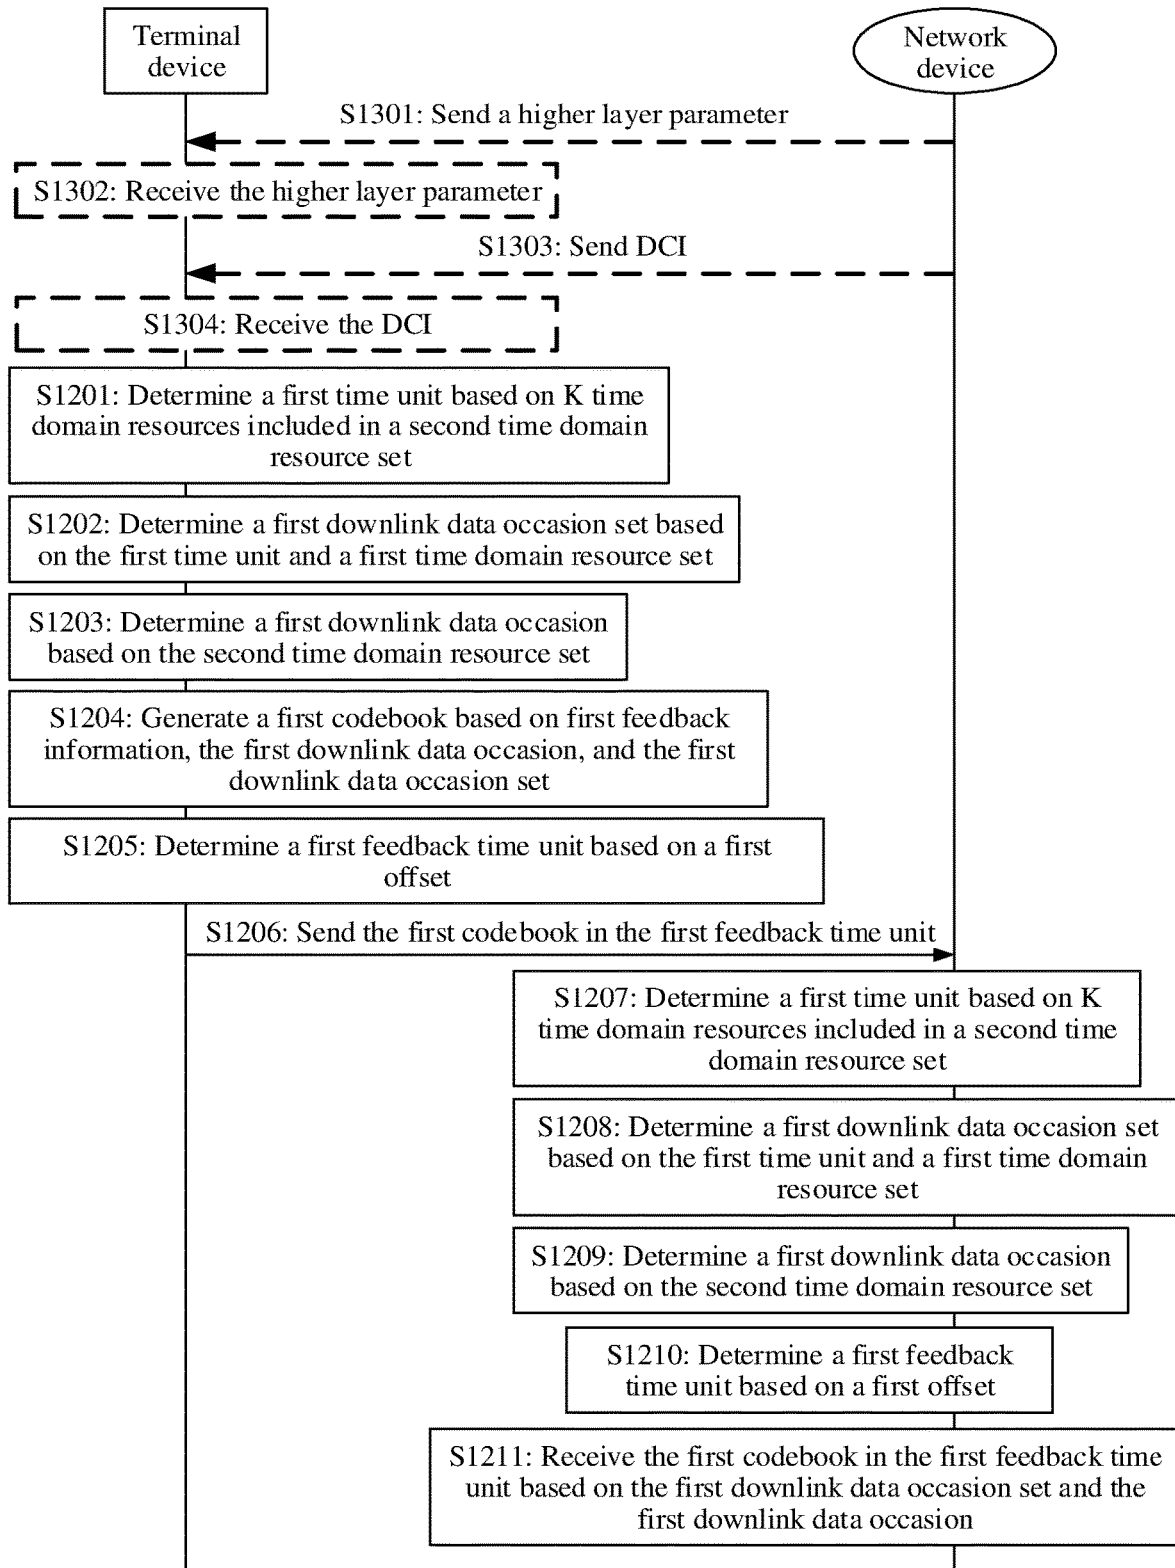 Terminal
device
Network
device
S1301: Send a higher layer parameter
S1302: Receive the higher layer parameter
S1303: Send DCI
S1304: Receive the DCI
S1201: Determine a first time unit based on K time
domain resources included in a second time domain
resource set
S1202: Determine a first downlink data occasion set based
on the first time unit and a first time domain resource set
S1203: Determine a first downlink data occasion
based on the second time domain resource set
S1204: Generate a first codebook based on first feedback
information, the first downlink data occasion, and the first
downlink data occasion set
S1205: Determine a first feedback time unit based on a first
offset
S1206: Send the first codebook in the first feedback time unit
S1207: Determine a first time unit based on K
time domain resources included in a second time
domain resource set
S1208: Determine a first downlink data occasion set
based on the first time unit and a first time domain
resource set
S1209: Determine a first downlink data occasion
based on the second time domain resource set
S1210: Determine a first feedback
time unit based on a first offset
S1211: Receive the first codebook in the first feedback time
unit based on the first downlink data occasion set and the
first downlink data occasion